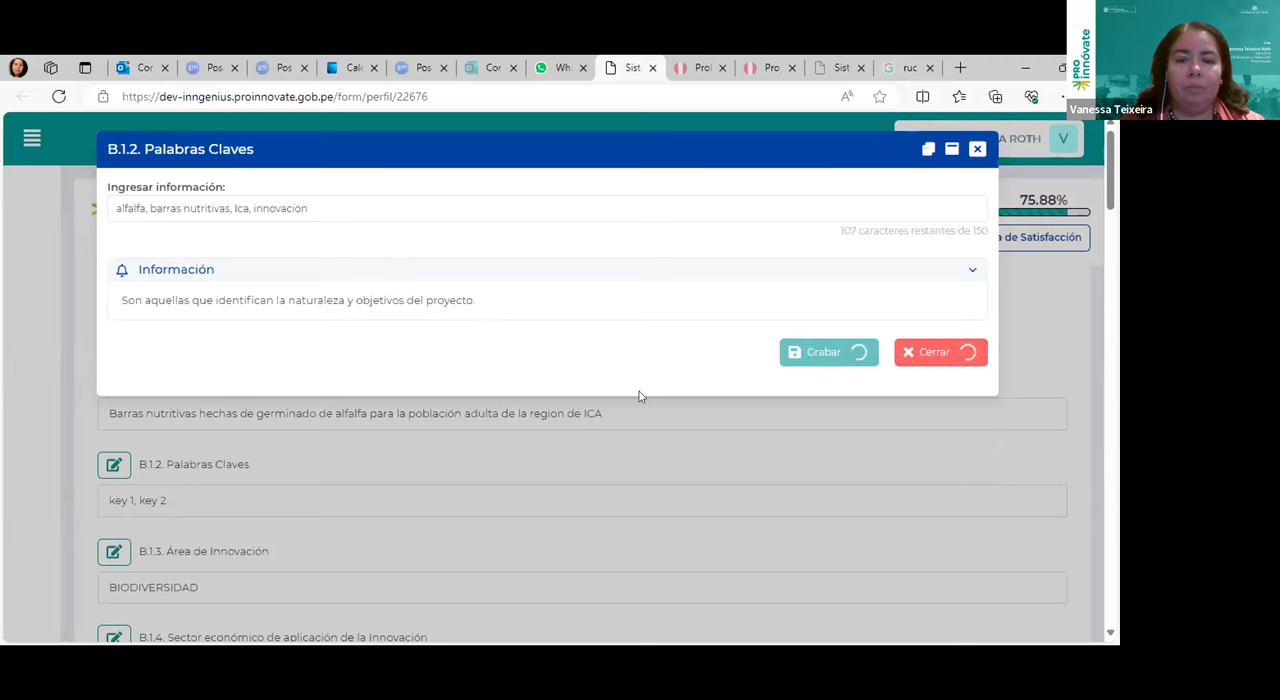 PRO
innóvate
Vanessa Teixeira
Cor
Pos
Pos
Cale
Pos
Cor
Wh
Sist
Prol
Pro
Sist
ruc
https://dev-inngenius.proinnovate.gob.pe/form/perfil/22676
A ROTH
V
B.1.2. Palabras Claves
Ingresar información:
75.88%
alfalfa, barras nutritivas, Ica, innovación
107 caracteres restantes de 150
a de Satisfacción
Información
Son aquellas que identifican la naturaleza y objetivos del proyecto.
Grabar
Cerrar
Barras nutritivas hechas de germinado de alfalfa para la población adulta de la region de ICA
B.1.2. Palabras Claves
key 1, key 2
B.1.3. Área de Innovación
BIODIVERSIDAD
B.1.4. Sector económico de aplicación de la Innovación